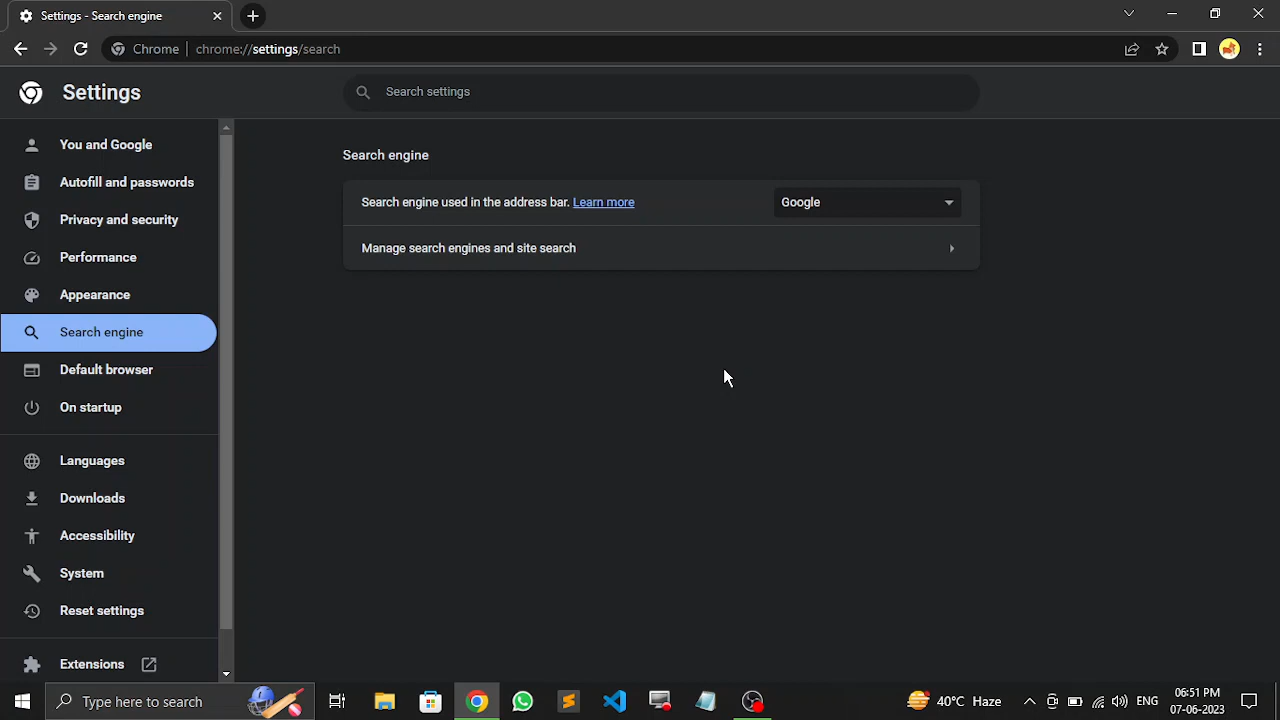 Settings - Search engine
Chrome
chrome://settings/search
Settings
Search settings
You and Google
Autofill and passwords
Privacy and security
Performance
Appearance
Search engine
Default browser
On startup
Languages
Downloads
Accessibility
System
Reset settings
Extensions
Search engine
Search engine used in the address bar. Learn more
Google
Manage search engines and site search
Type here to search
40°C Haze
ENG
06:51 PM
07-06-2023